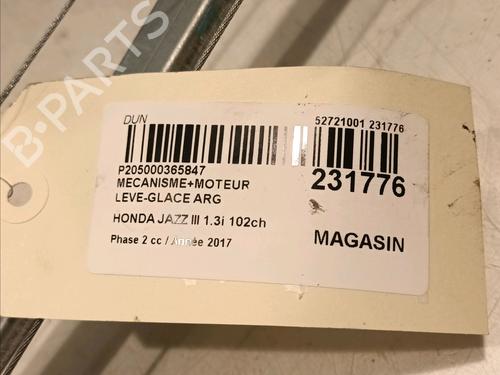 DUN
52721001 231776
P205000365847
MECANISME+MOTEUR
LEVE-GLACE ARG
231776
HONDA JAZZ III 1.3i 102ch
Phase 2 cc / Année 2017
MAGASIN
B-PARTS